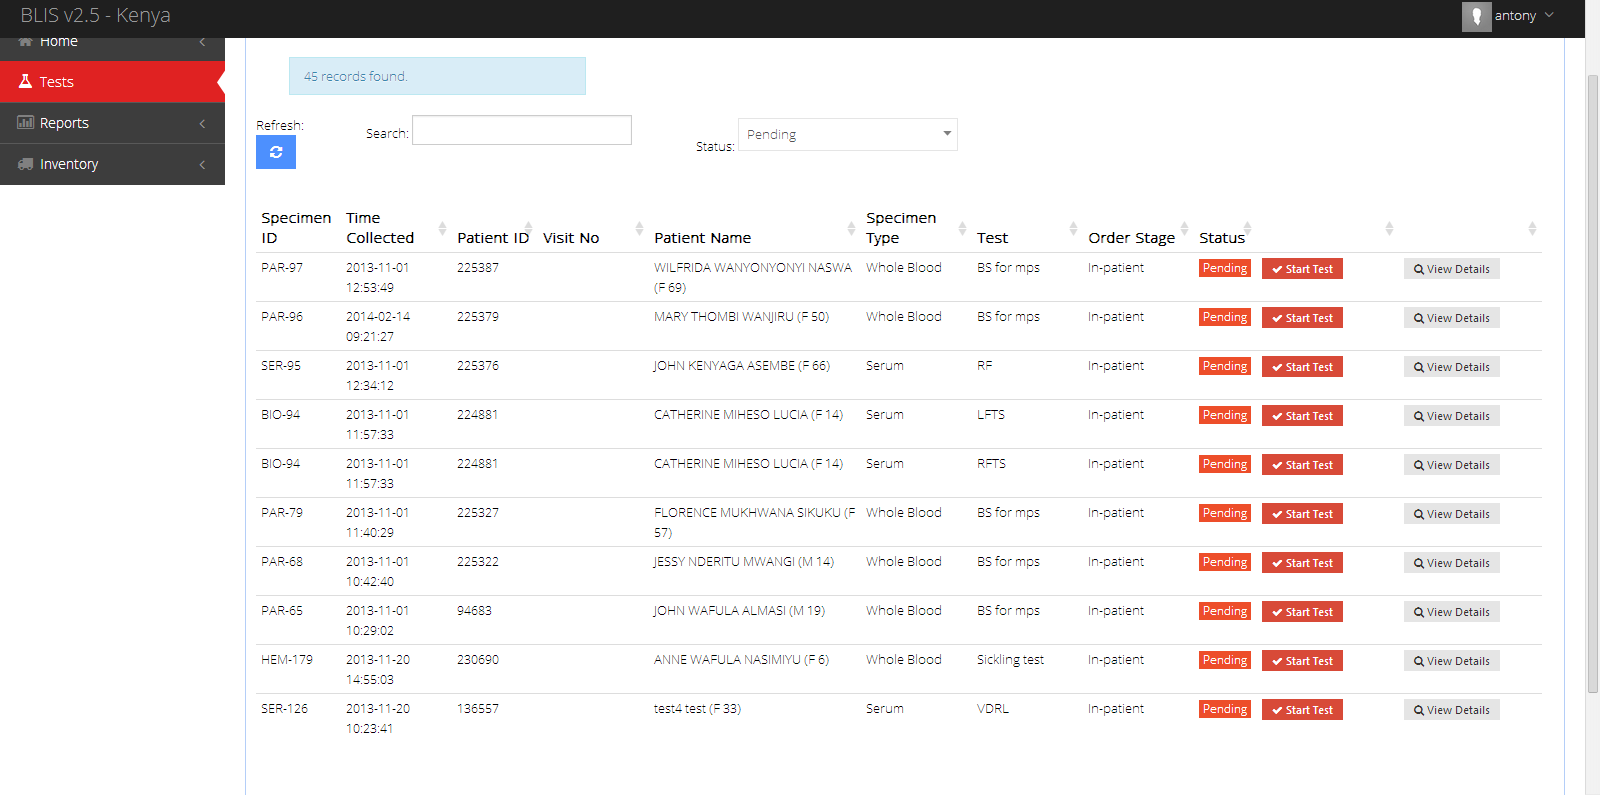 BLIS v2.5 - Kenya
antony
Home
Tests
Reports
Inventory
45 records found.
Refresh:
Search:
Status: Pending
Specimen ID Time Collected Patient ID Visit No Patient Name Specimen Type Test Order Stage Status
PAR-97 2013-11-01 12:53:49 225387 WILFRIDA WANYONYONYI NASWA (F 69) Whole Blood BS for mps In-patient Pending Start Test View Details
PAR-96 2014-02-14 09:21:27 225379 MARY THOMBI WANJIRU (F 50) Whole Blood BS for mps In-patient Pending Start Test View Details
SER-95 2013-11-01 12:34:12 225376 JOHN KENYAGA ASEMBE (F 66) Serum RF In-patient Pending Start Test View Details
BIO-94 2013-11-01 11:57:33 224881 CATHERINE MIHESO LUCIA (F 14) Serum LFTS In-patient Pending Start Test View Details
BIO-94 2013-11-01 11:57:33 224881 CATHERINE MIHESO LUCIA (F 14) Serum RFTS In-patient Pending Start Test View Details
PAR-79 2013-11-01 11:40:29 225327 FLORENCE MUKHWANA SIKUKU (F 57) Whole Blood BS for mps In-patient Pending Start Test View Details
PAR-68 2013-11-01 10:42:40 225322 JESSY NDERITU MWANGI (M 14) Whole Blood BS for mps In-patient Pending Start Test View Details
PAR-65 2013-11-01 10:29:02 94683 JOHN WAFULA ALMASI (M 19) Whole Blood BS for mps In-patient Pending Start Test View Details
HEM-179 2013-11-20 14:55:03 230690 ANNE WAFULA NASIMIYU (F 6) Whole Blood Sickling test In-patient Pending Start Test View Details
SER-126 2013-11-20 10:23:41 136557 test4 test (F 33) Serum VDRL In-patient Pending Start Test View Details